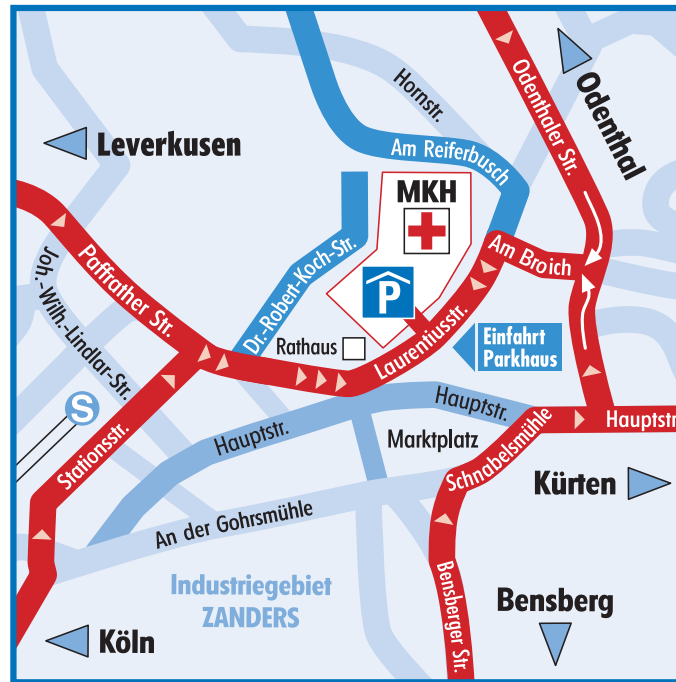 Hornstr.
Odenthaler Str.
Odenthal
Leverkusen
Am Reiferbusch
MKH
Am Broich
Joh.-Wilh.-Lindlar-Str.
Paffrather Str.
Dr.-Robert-Koch-Str.
P
Rathaus
Laurentiusstr.
Einfahrt
Parkhaus
S
Stationsstr.
Hauptstr.
Hauptstr.
Marktplatz
Schnabelsmühle
Hauptstr
Kürten
An der Gohrsmühle
Industriegebiet
ZANDERS
Bensberger Str.
Bensberg
Köln